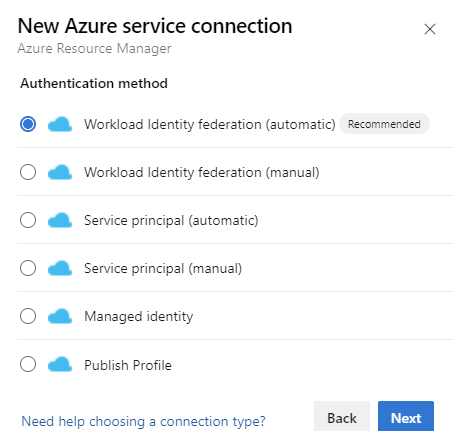 New Azure service connection
Azure Resource Manager
Authentication method
Workload Identity federation (automatic) Recommended
Workload Identity federation (manual)
Service principal (automatic)
Service principal (manual)
Managed identity
Publish Profile
Need help choosing a connection type? Back Next